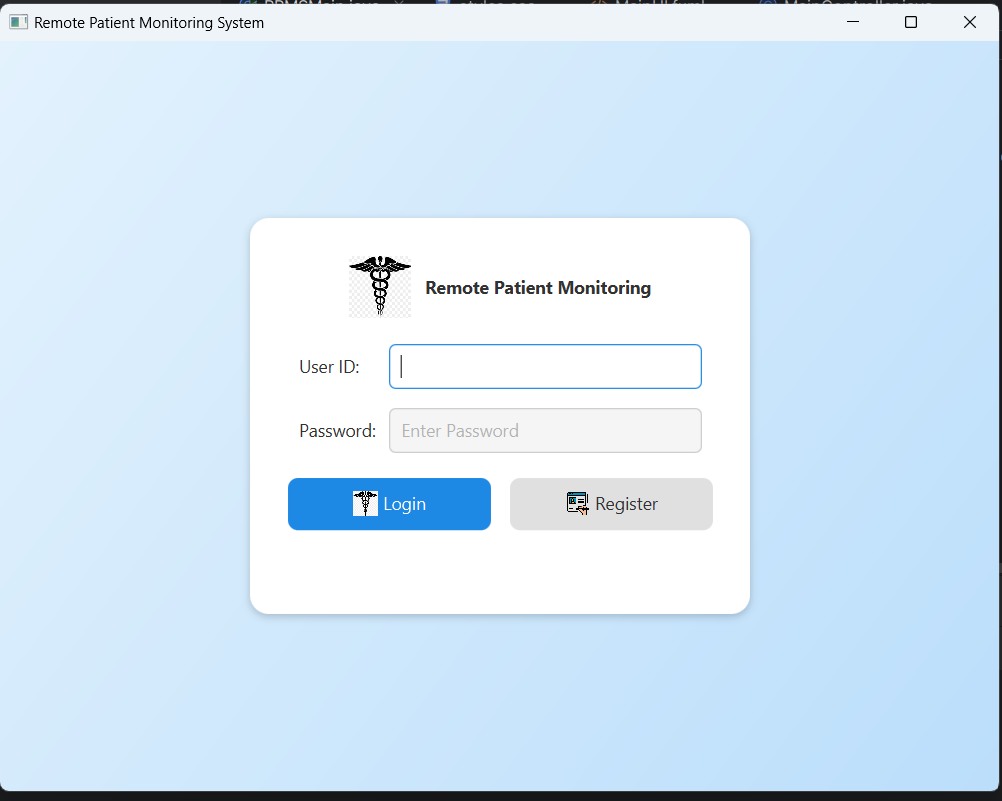 Remote Patient Monitoring System
Remote Patient Monitoring
User ID:
Password: Enter Password
Login Register